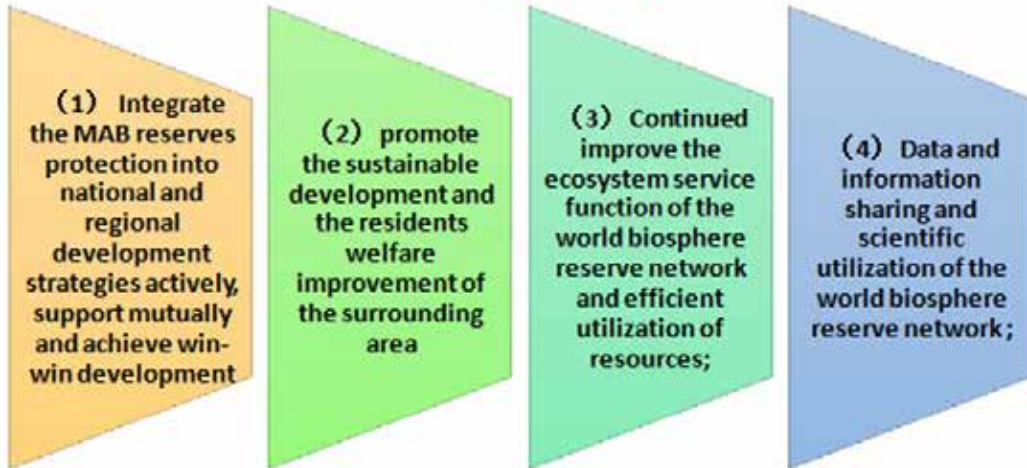 (1) Integrate
the MAB reserves
protection into
national and
regional
development
strategies actively,
support mutually
and achieve win-
win development
(2) promote
the sustainable
development and
the residents
welfare
improvement of
the surrounding
area
(3) Continued
improve the
ecosystem service
function of the
world biosphere
reserve network
and efficient
utilization of
resources;
(4) Data and
information
sharing and
scientific
utilization of the
world biosphere
reserve network;